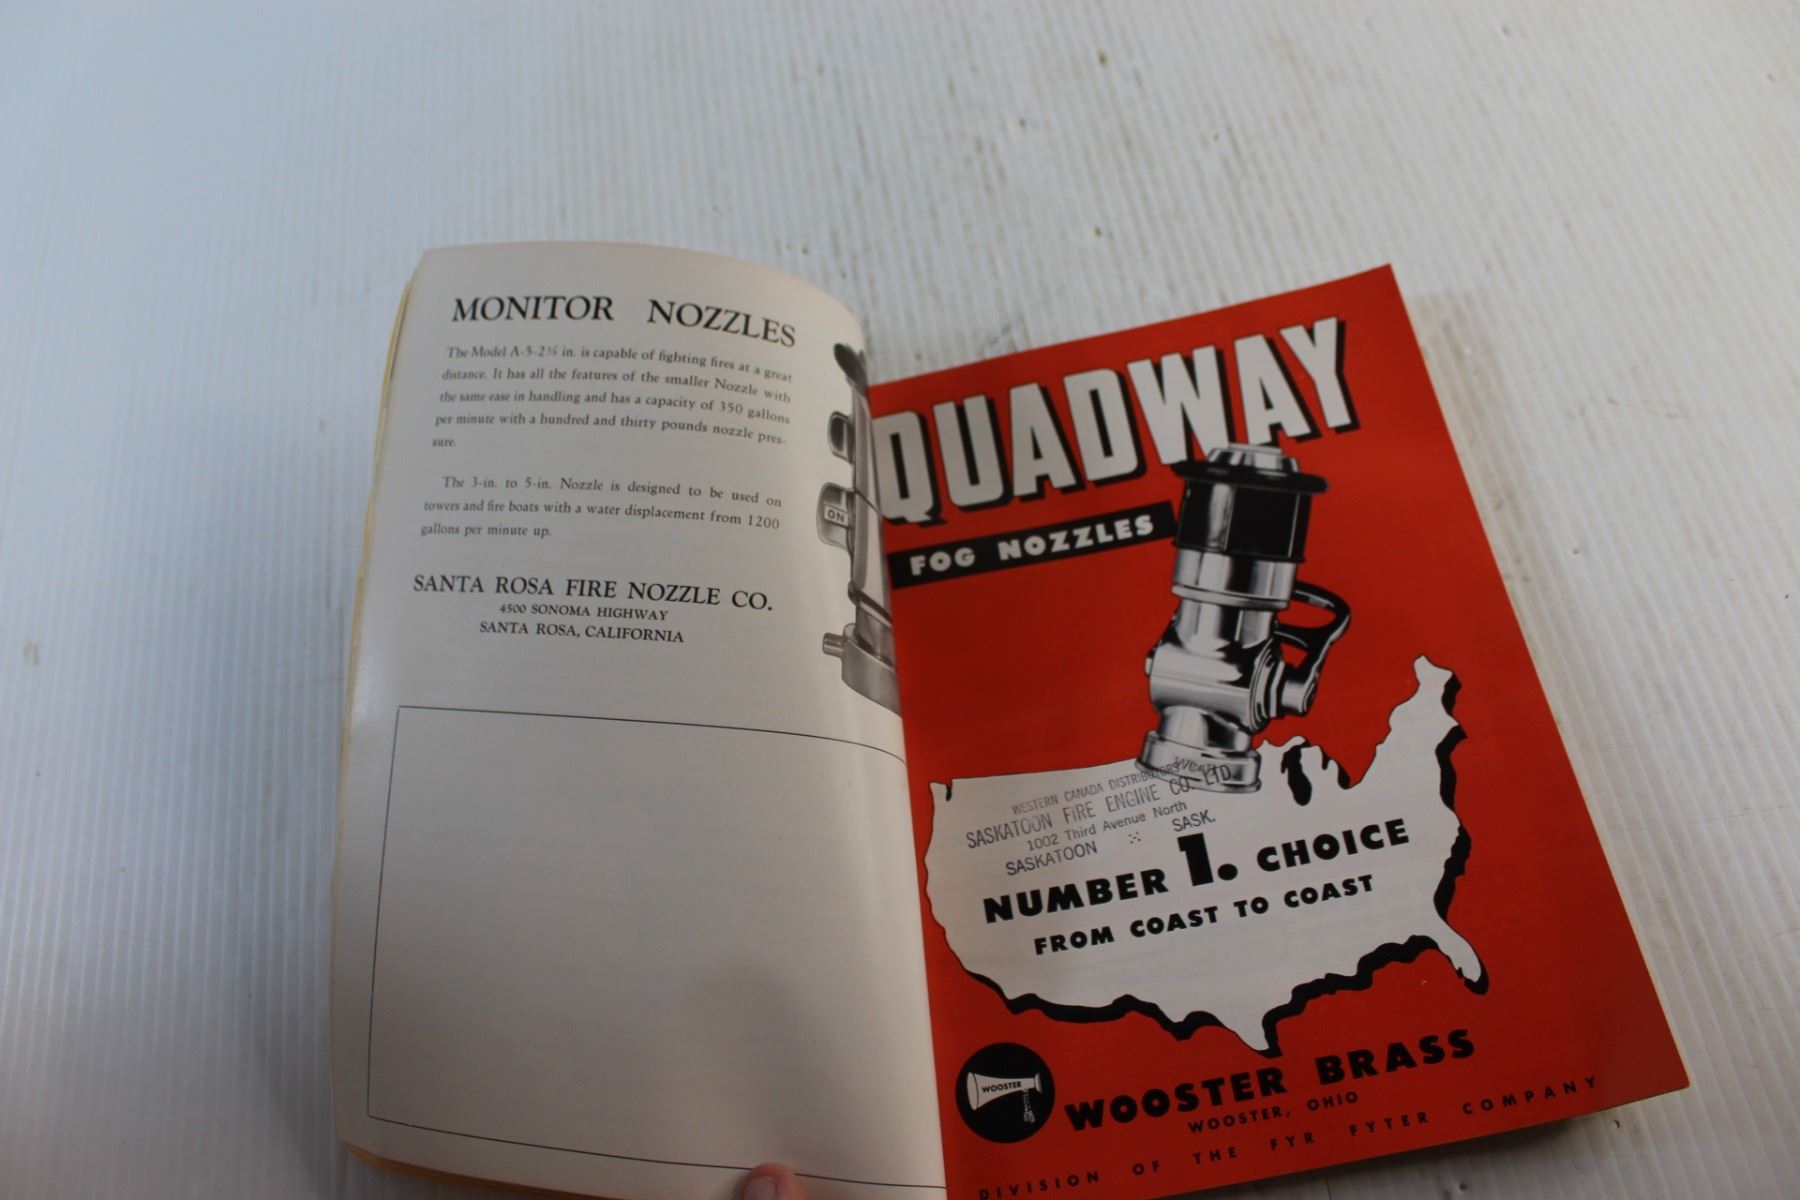 MONITOR NOZZLES
The Model A-5-2½ in. is capable of fighting fires at a great
distance. It has all the features of the smaller Nozzle with
the same ease in handling and has a capacity of 350 gallons
per minute with a hundred and thirty pounds nozzle pres-
sure.
The 3-in. to 5-in. Nozzle is designed to be used on
towers and fire boats with a water displacement from 1200
gallons per minute up.
SANTA ROSA FIRE NOZZLE CO.
4500 SONOMA HIGHWAY
SANTA ROSA, CALIFORNIA
ON
QUADWAY
FOG NOZZLES
WESTERN CANADA DISTRIBUTORS
SASKATOON FIRE ENGINE CO. LTD.
1002 Third Avenue North
SASKATOON SASK.
NUMBER 1. CHOICE
FROM COAST TO COAST
WOOSTER
WOOSTER BRASS
WOOSTER, OHIO
DIVISION OF THE FYR FYTER COMPANY